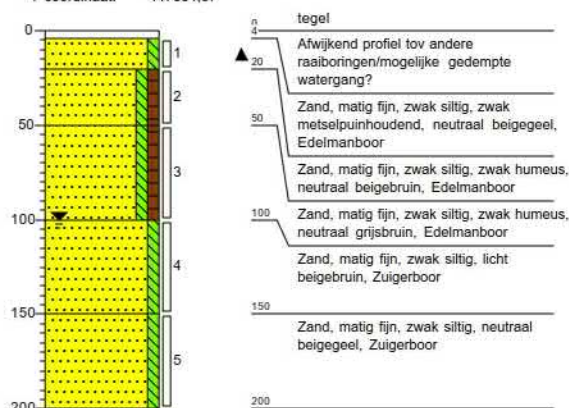 0
50
100
150
200
1
2
3
4
5
0
4
20
50
100
150
200
tegel
Afwijkend profiel tov andere
raaiboringen/mogelijke gedempte
watergang?
Zand, matig fijn, zwak siltig, zwak
metselpuinhoudend, neutraal beigegeel,
Edelmanboor
Zand, matig fijn, zwak siltig, zwak humeus,
neutraal beigebruin, Edelmanboor
Zand, matig fijn, zwak siltig, zwak humeus,
neutraal grijsbruin, Edelmanboor
Zand, matig fijn, zwak siltig, licht
beigebruin, Zuigerboor
Zand, matig fijn, zwak siltig, neutraal
beigegeel, Zuigerboor